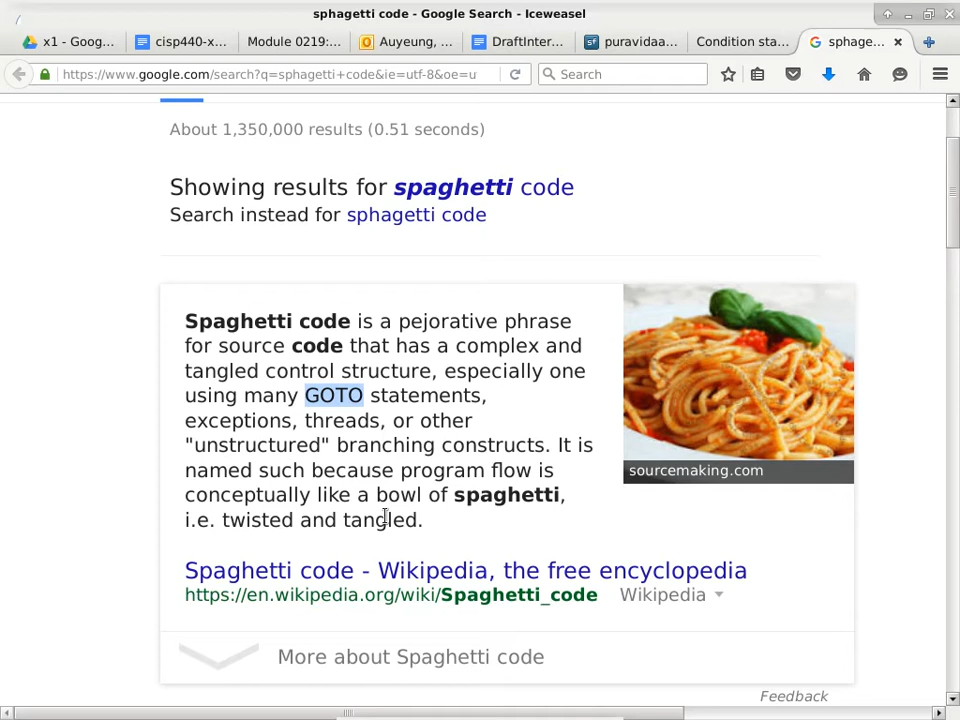 sphagetti code - Google Search - Iceweasel
x1 - Goog...
cisp440-x...
Module 0219:...
Auyeung, ...
DraftInter...
puravidaa...
Condition sta...
sphage...
https://www.google.com/search?q=sphagetti+code&ie=utf-8&oe=u
Search
About 1,350,000 results (0.51 seconds)
Showing results for spaghetti code
Search instead for sphagetti code
Spaghetti code is a pejorative phrase
for source code that has a complex and
tangled control structure, especially one
using many GOTO statements,
exceptions, threads, or other
"unstructured" branching constructs. It is
named such because program flow is
conceptually like a bowl of spaghetti,
i.e. twisted and tangled.
sourcemaking.com
Spaghetti code - Wikipedia, the free encyclopedia
https://en.wikipedia.org/wiki/Spaghetti_code Wikipedia
More about Spaghetti code
Feedback